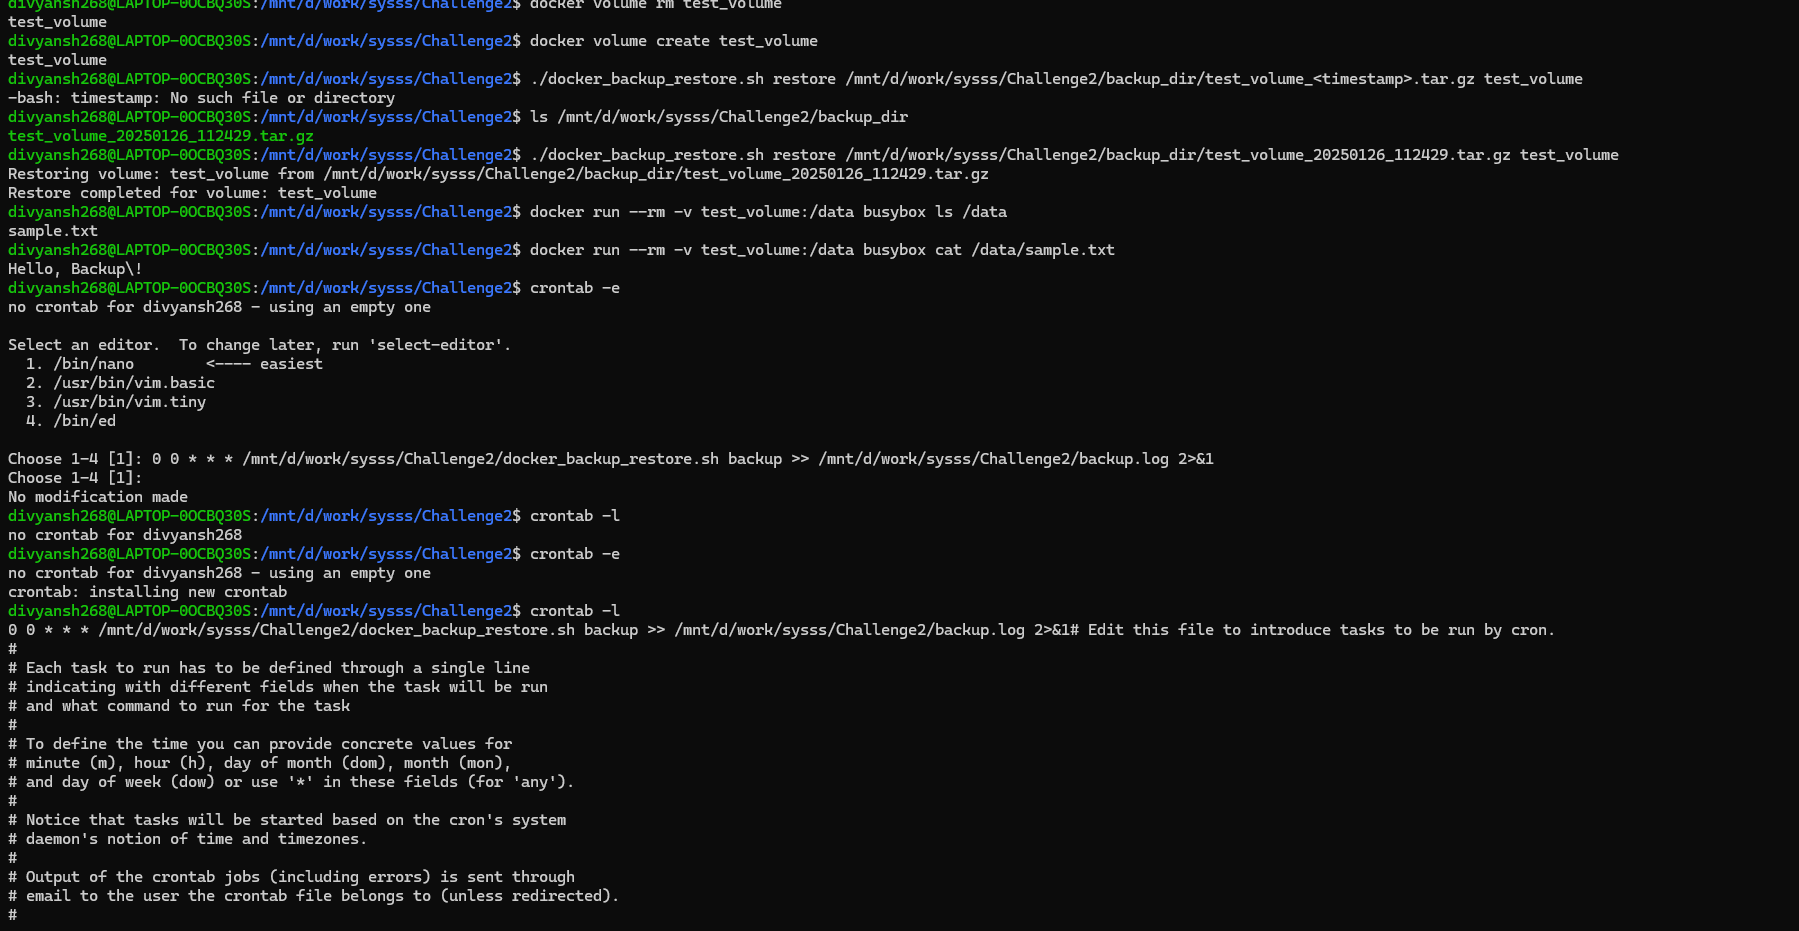 divyansh268@LAPTOP-0OCBQ30S:/mnt/d/work/sysss/Challenge2$ docker volume rm test_volume
test_volume
divyansh268@LAPTOP-0OCBQ30S:/mnt/d/work/sysss/Challenge2$ docker volume create test_volume
test_volume
divyansh268@LAPTOP-0OCBQ30S:/mnt/d/work/sysss/Challenge2$ ./docker_backup_restore.sh restore /mnt/d/work/sysss/Challenge2/backup_dir/test_volume_<timestamp>.tar.gz test_volume
-bash: timestamp: No such file or directory
divyansh268@LAPTOP-0OCBQ30S:/mnt/d/work/sysss/Challenge2$ ls /mnt/d/work/sysss/Challenge2/backup_dir
test_volume_20250126_112429.tar.gz
divyansh268@LAPTOP-0OCBQ30S:/mnt/d/work/sysss/Challenge2$ ./docker_backup_restore.sh restore /mnt/d/work/sysss/Challenge2/backup_dir/test_volume_20250126_112429.tar.gz test_volume
Restoring volume: test_volume from /mnt/d/work/sysss/Challenge2/backup_dir/test_volume_20250126_112429.tar.gz
Restore completed for volume: test_volume
divyansh268@LAPTOP-0OCBQ30S:/mnt/d/work/sysss/Challenge2$ docker run --rm -v test_volume:/data busybox ls /data
sample.txt
divyansh268@LAPTOP-0OCBQ30S:/mnt/d/work/sysss/Challenge2$ docker run --rm -v test_volume:/data busybox cat /data/sample.txt
Hello, Backup\!
divyansh268@LAPTOP-0OCBQ30S:/mnt/d/work/sysss/Challenge2$ crontab -e
no crontab for divyansh268 - using an empty one

Select an editor.  To change later, run 'select-editor'.
  1. /bin/nano        <---- easiest
  2. /usr/bin/vim.basic
  3. /usr/bin/vim.tiny
  4. /bin/ed

Choose 1-4 [1]: 0 0 * * * /mnt/d/work/sysss/Challenge2/docker_backup_restore.sh backup >> /mnt/d/work/sysss/Challenge2/backup.log 2>&1
Choose 1-4 [1]:
No modification made
divyansh268@LAPTOP-0OCBQ30S:/mnt/d/work/sysss/Challenge2$ crontab -l
no crontab for divyansh268
divyansh268@LAPTOP-0OCBQ30S:/mnt/d/work/sysss/Challenge2$ crontab -e
no crontab for divyansh268 - using an empty one
crontab: installing new crontab
divyansh268@LAPTOP-0OCBQ30S:/mnt/d/work/sysss/Challenge2$ crontab -l
0 0 * * * /mnt/d/work/sysss/Challenge2/docker_backup_restore.sh backup >> /mnt/d/work/sysss/Challenge2/backup.log 2>&1# Edit this file to introduce tasks to be run by cron.
#
# Each task to run has to be defined through a single line
# indicating with different fields when the task will be run
# and what command to run for the task
#
# To define the time you can provide concrete values for
# minute (m), hour (h), day of month (dom), month (mon),
# and day of week (dow) or use '*' in these fields (for 'any').
#
# Notice that tasks will be started based on the cron's system
# daemon's notion of time and timezones.
#
# Output of the crontab jobs (including errors) is sent through
# email to the user the crontab file belongs to (unless redirected).
#